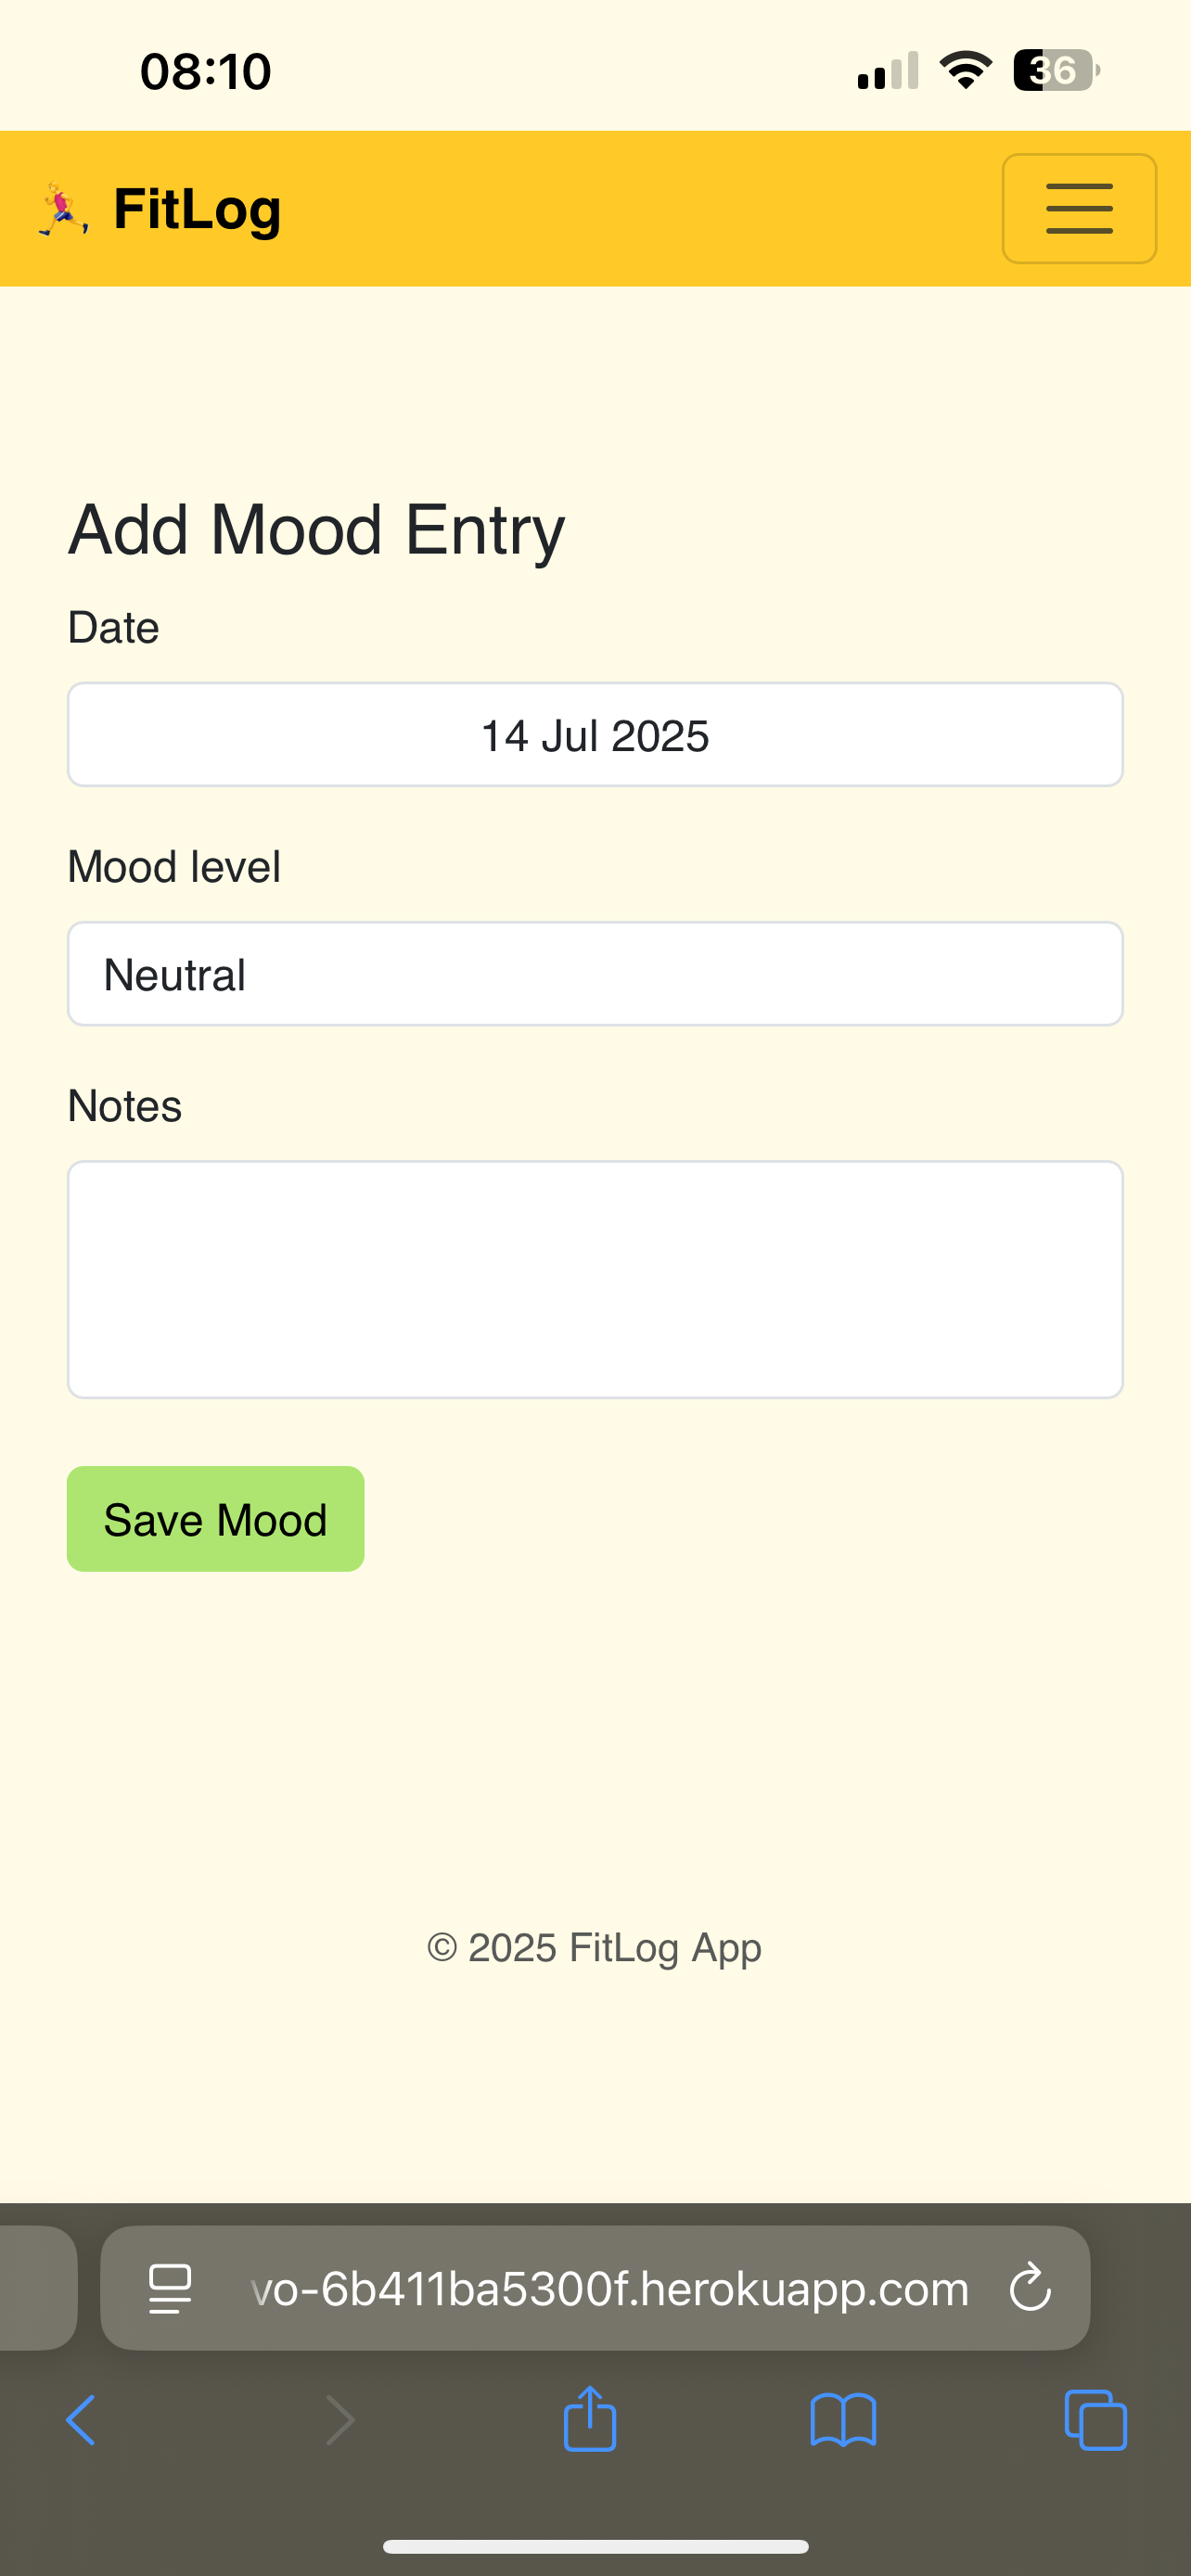 08:10
36
FitLog
Add Mood Entry
Date
14 Jul 2025
Mood level
Neutral
Notes
Save Mood
© 2025 FitLog App
vo-6b411ba5300f.herokuapp.com